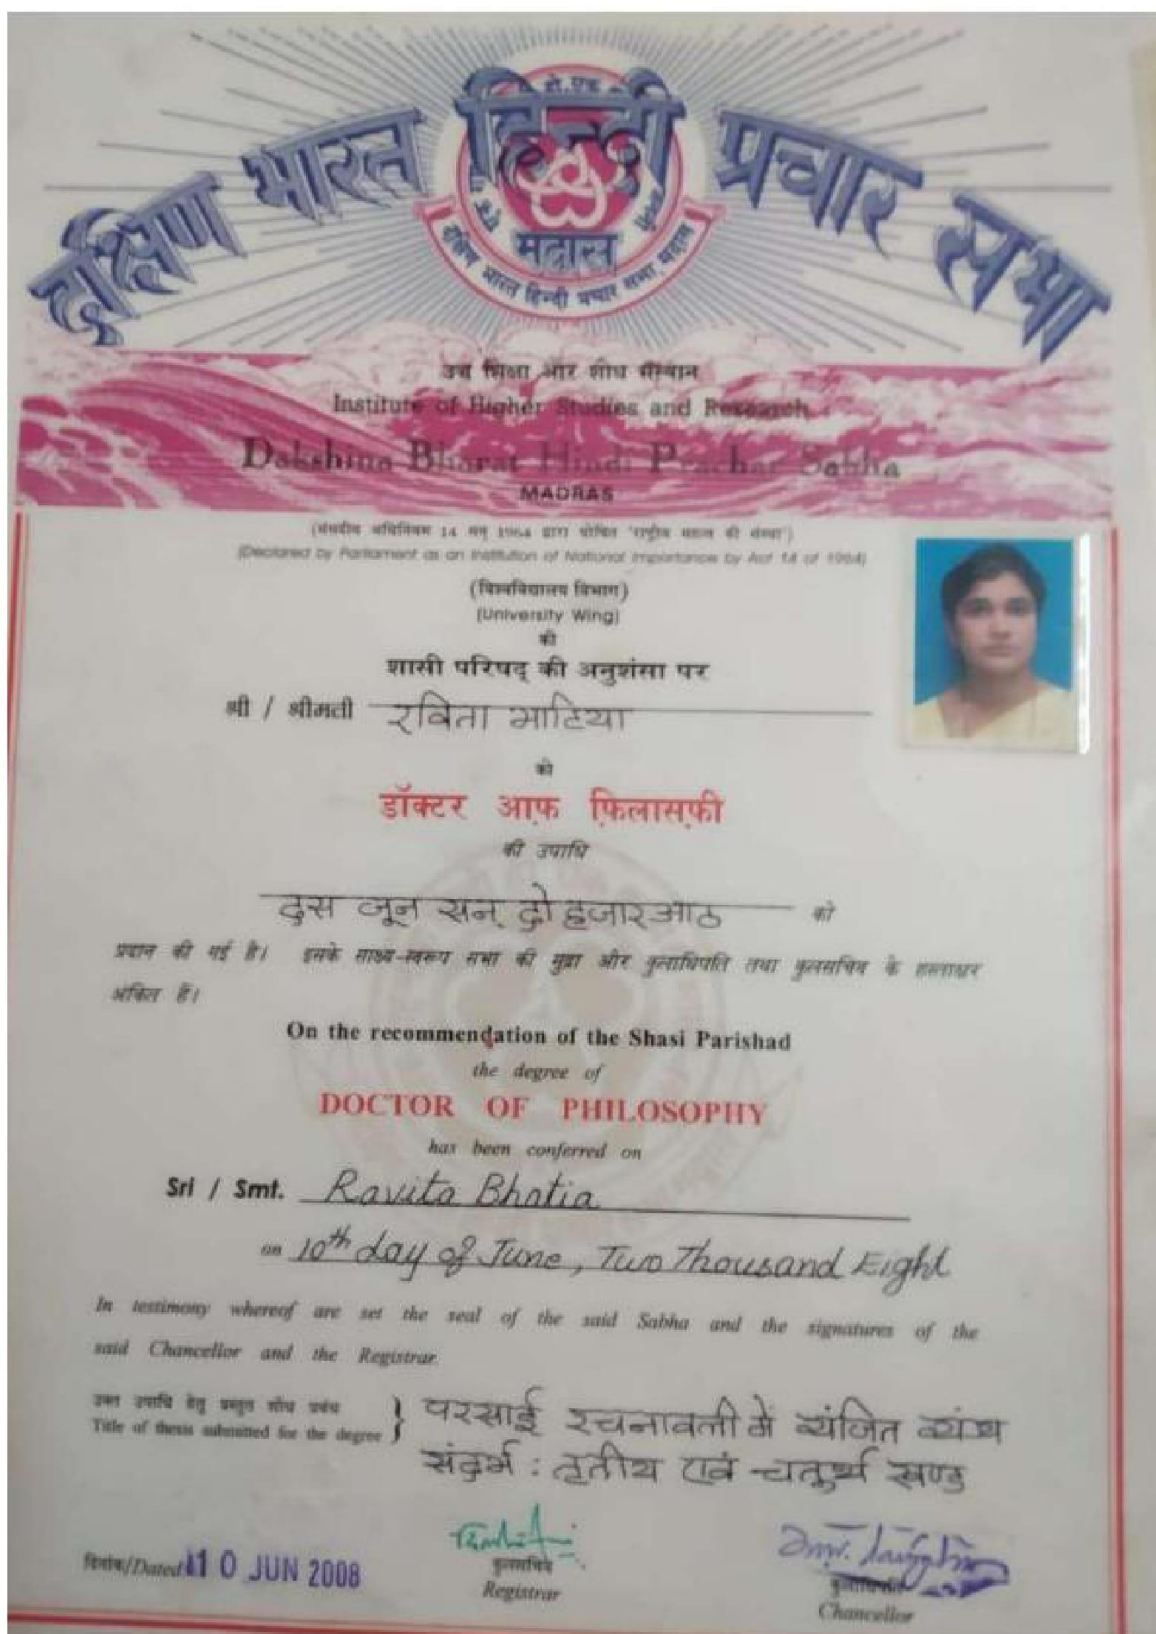 दक्षिण भारत हिन्दी प्रचार सभा
मद्रास
दक्षिण भारत हिन्दी प्रचार सभा मद्रास
उच्च शिक्षा और शोध संस्थान
Institute of Higher Studies and Research
Dakshina Bharat Hindi Prachar Sabha
MADRAS
(संसदीय अधिनियम 14 सन् 1964 द्वारा घोषित 'राष्ट्रीय महत्व की संस्था')
(Declared by Parliament as an Institution of National Importance by Act 14 of 1964)
(विश्वविद्यालय विभाग)
(University Wing)
की
शासी परिषद् की अनुशंसा पर
श्री / श्रीमती रविता भाटिया
को
डॉक्टर आफ़ फ़िलासफ़ी
की उपाधि
दस जून सन् दो हजार आठ को
प्रदान की गई है। इसके साक्ष्य-स्वरूप सभा की मुद्रा और कुलाधिपति तथा कुलसचिव के हस्ताक्षर
अंकित हैं।
On the recommendation of the Shasi Parishad
the degree of
DOCTOR OF PHILOSOPHY
has been conferred on
Sri / Smt. Ravita Bhatia
on 10th day of June, Two Thousand Eight
In testimony whereof are set the seal of the said Sabha and the signatures of the
said Chancellor and the Registrar.
उक्त उपाधि हेतु प्रस्तुत शोध प्रबंध
Title of thesis submitted for the degree } परसाई रचनावली में व्यंजित व्यंग्य
संदर्भ : तृतीय एवं चतुर्थ खण्ड
दिनांक/Dated 10 JUN 2008
कुलसचिव
Registrar
कुलाधिपति
Chancellor